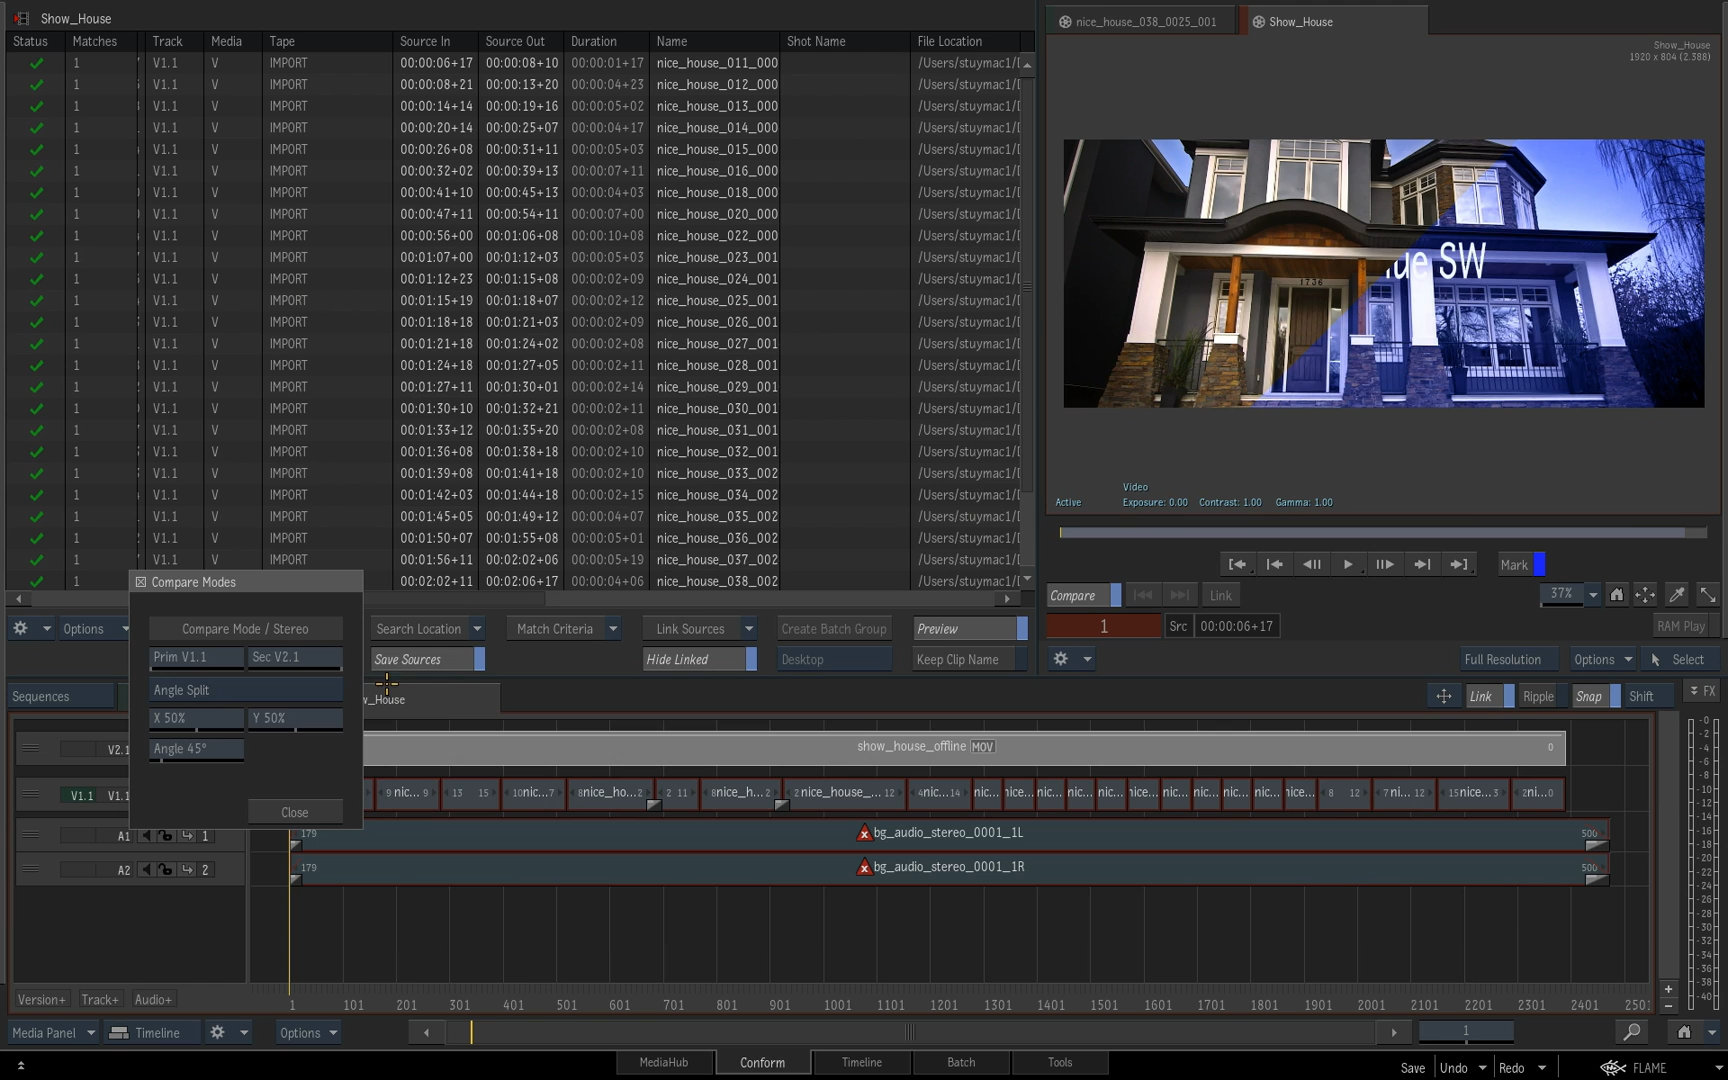 Show_House
Status Matches Track Media Tape Source In Source Out Duration Name Shot Name File Location
1 V1.1 V IMPORT 00:00:06+17 00:00:08+10 00:00:01+17 nice_house_011_000 /Users/stuymac1/
1 V1.1 V IMPORT 00:00:08+21 00:00:13+20 00:00:04+23 nice_house_012_000 /Users/stuymac1/
1 V1.1 V IMPORT 00:00:14+14 00:00:19+16 00:00:05+02 nice_house_013_000 /Users/stuymac1/
1 V1.1 V IMPORT 00:00:20+14 00:00:25+07 00:00:04+17 nice_house_014_000 /Users/stuymac1/
1 V1.1 V IMPORT 00:00:26+08 00:00:31+11 00:00:05+03 nice_house_015_000 /Users/stuymac1/
1 V1.1 V IMPORT 00:00:32+02 00:00:39+13 00:00:07+11 nice_house_016_000 /Users/stuymac1/
1 V1.1 V IMPORT 00:00:41+10 00:00:45+13 00:00:04+03 nice_house_018_000 /Users/stuymac1/
1 V1.1 V IMPORT 00:00:47+11 00:00:54+11 00:00:07+00 nice_house_020_000 /Users/stuymac1/
1 V1.1 V IMPORT 00:00:56+00 00:01:06+08 00:00:10+08 nice_house_022_000 /Users/stuymac1/
1 V1.1 V IMPORT 00:01:07+00 00:01:12+03 00:00:05+03 nice_house_023_001 /Users/stuymac1/
1 V1.1 V IMPORT 00:01:12+23 00:01:15+08 00:00:02+09 nice_house_024_001 /Users/stuymac1/
1 V1.1 V IMPORT 00:01:15+19 00:01:18+07 00:00:02+12 nice_house_025_001 /Users/stuymac1/
1 V1.1 V IMPORT 00:01:18+18 00:01:21+03 00:00:02+09 nice_house_026_001 /Users/stuymac1/
1 V1.1 V IMPORT 00:01:21+18 00:01:24+02 00:00:02+08 nice_house_027_001 /Users/stuymac1/
1 V1.1 V IMPORT 00:01:24+18 00:01:27+05 00:00:02+11 nice_house_028_001 /Users/stuymac1/
1 V1.1 V IMPORT 00:01:27+11 00:01:30+01 00:00:02+14 nice_house_029_001 /Users/stuymac1/
1 V1.1 V IMPORT 00:01:30+10 00:01:32+21 00:00:02+11 nice_house_030_001 /Users/stuymac1/
1 V1.1 V IMPORT 00:01:33+12 00:01:35+20 00:00:02+08 nice_house_031_001 /Users/stuymac1/
1 V1.1 V IMPORT 00:01:36+08 00:01:38+18 00:00:02+10 nice_house_032_001 /Users/stuymac1/
1 V1.1 V IMPORT 00:01:39+08 00:01:41+18 00:00:02+10 nice_house_033_002 /Users/stuymac1/
1 V1.1 V IMPORT 00:01:42+03 00:01:44+18 00:00:02+15 nice_house_034_002 /Users/stuymac1/
1 V1.1 V IMPORT 00:01:45+05 00:01:49+12 00:00:04+07 nice_house_035_002 /Users/stuymac1/
1 V1.1 V IMPORT 00:01:50+07 00:01:55+08 00:00:05+01 nice_house_036_002 /Users/stuymac1/
1 V1.1 V IMPORT 00:01:56+11 00:02:02+06 00:00:05+19 nice_house_037_002 /Users/stuymac1/
1 00:02:02+11 00:02:06+17 00:00:04+06 nice_house_038_002 /Users/stuymac1/
nice_house_038_0025_001 Show_House
Show_House
1920 x 804 (2.388)
ue SW
1736
Video
Active Exposure: 0.00 Contrast: 1.00 Gamma: 1.00
Mark
Compare Link 37%
1 Src 00:00:06+17 RAM Play
Full Resolution Options Select
Compare Modes
Compare Mode / Stereo
Prim V1.1 Sec V2.1
Angle Split
X 50% Y 50%
Angle 45°
Close
Options Search Location Match Criteria Link Sources Create Batch Group Preview
Save Sources Hide Linked Desktop Keep Clip Name
Sequences w_House Link Ripple Snap Shift FX
V2.1 show_house_offline MOV 0
V1.1 V1.1 9 nic... 9 13 15 10nic...7 8nice_ho...2 2 11 8nice_h...2 2 nice_house_... 12 4nic...14 nic... nice... nic... nic... nic... nic... nic... nic... nice... 8 12 7 ni... 12 15nice...3 2ni...0
A1 1 179 bg_audio_stereo_0001_1L 500
A2 2 179 bg_audio_stereo_0001_1R 500
-0
-2
-4
-6
-8
-10
-12
-14
-16
-18
-20
-22
-24
-26
-28
-30
-32
-34
-36
-38
-40
Version+ Track+ Audio+ 1 101 201 301 401 501 601 701 801 901 1001 1101 1201 1301 1401 1501 1601 1701 1801 1901 2001 2101 2201 2301 2401 2501
Media Panel Timeline Options 1
MediaHub Conform Timeline Batch Tools
Save Undo Redo FLAME